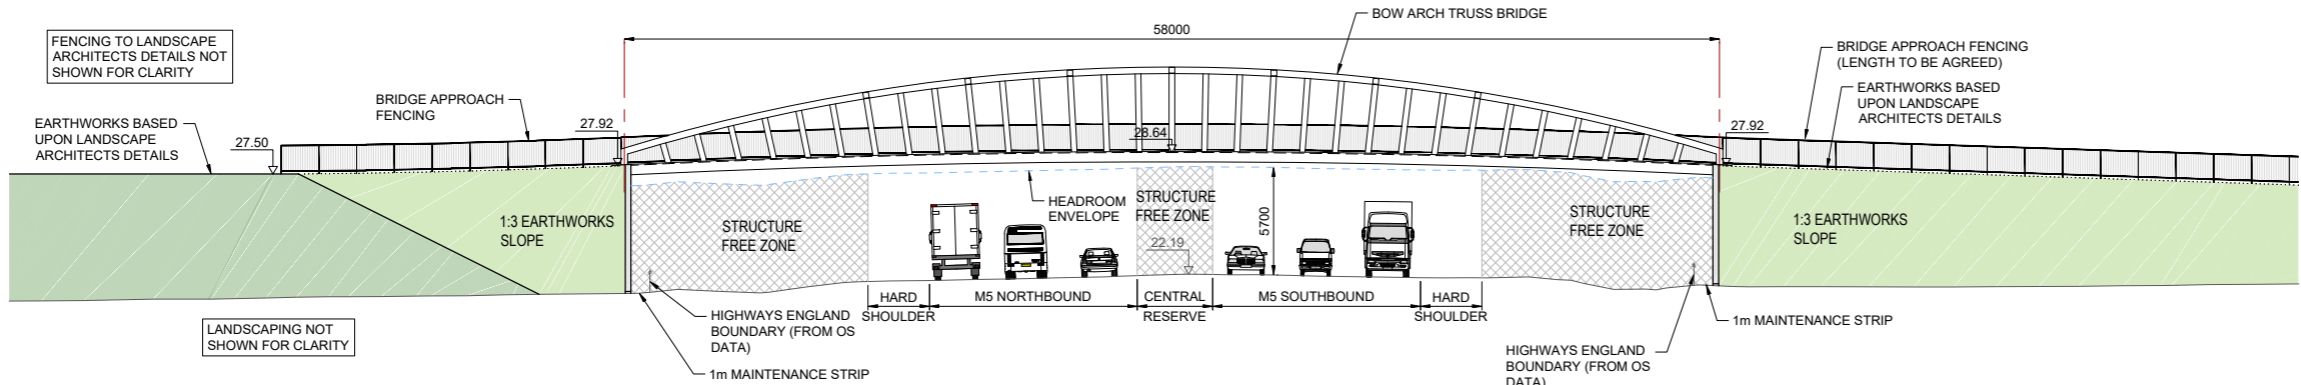 BOW ARCH TRUSS BRIDGE
58000
FENCING TO LANDSCAPE
ARCHITECTS DETAILS NOT
SHOWN FOR CLARITY
BRIDGE APPROACH FENCING
(LENGTH TO BE AGREED)
BRIDGE APPROACH
FENCING
EARTHWORKS BASED
UPON LANDSCAPE
ARCHITECTS DETAILS
EARTHWORKS BASED
UPON LANDSCAPE
ARCHITECTS DETAILS
27.50
27.92
28.64
27.92
1:3 EARTHWORKS
SLOPE
STRUCTURE
FREE ZONE
HEADROOM
ENVELOPE
STRUCTURE
FREE ZONE
22.19
5700
STRUCTURE
FREE ZONE
1:3 EARTHWORKS
SLOPE
HARD
SHOULDER
M5 NORTHBOUND
CENTRAL
RESERVE
M5 SOUTHBOUND
HARD
SHOULDER
LANDSCAPING NOT
SHOWN FOR CLARITY
HIGHWAYS ENGLAND
BOUNDARY (FROM OS
DATA)
1m MAINTENANCE STRIP
1m MAINTENANCE STRIP
HIGHWAYS ENGLAND
BOUNDARY (FROM OS
DATA)